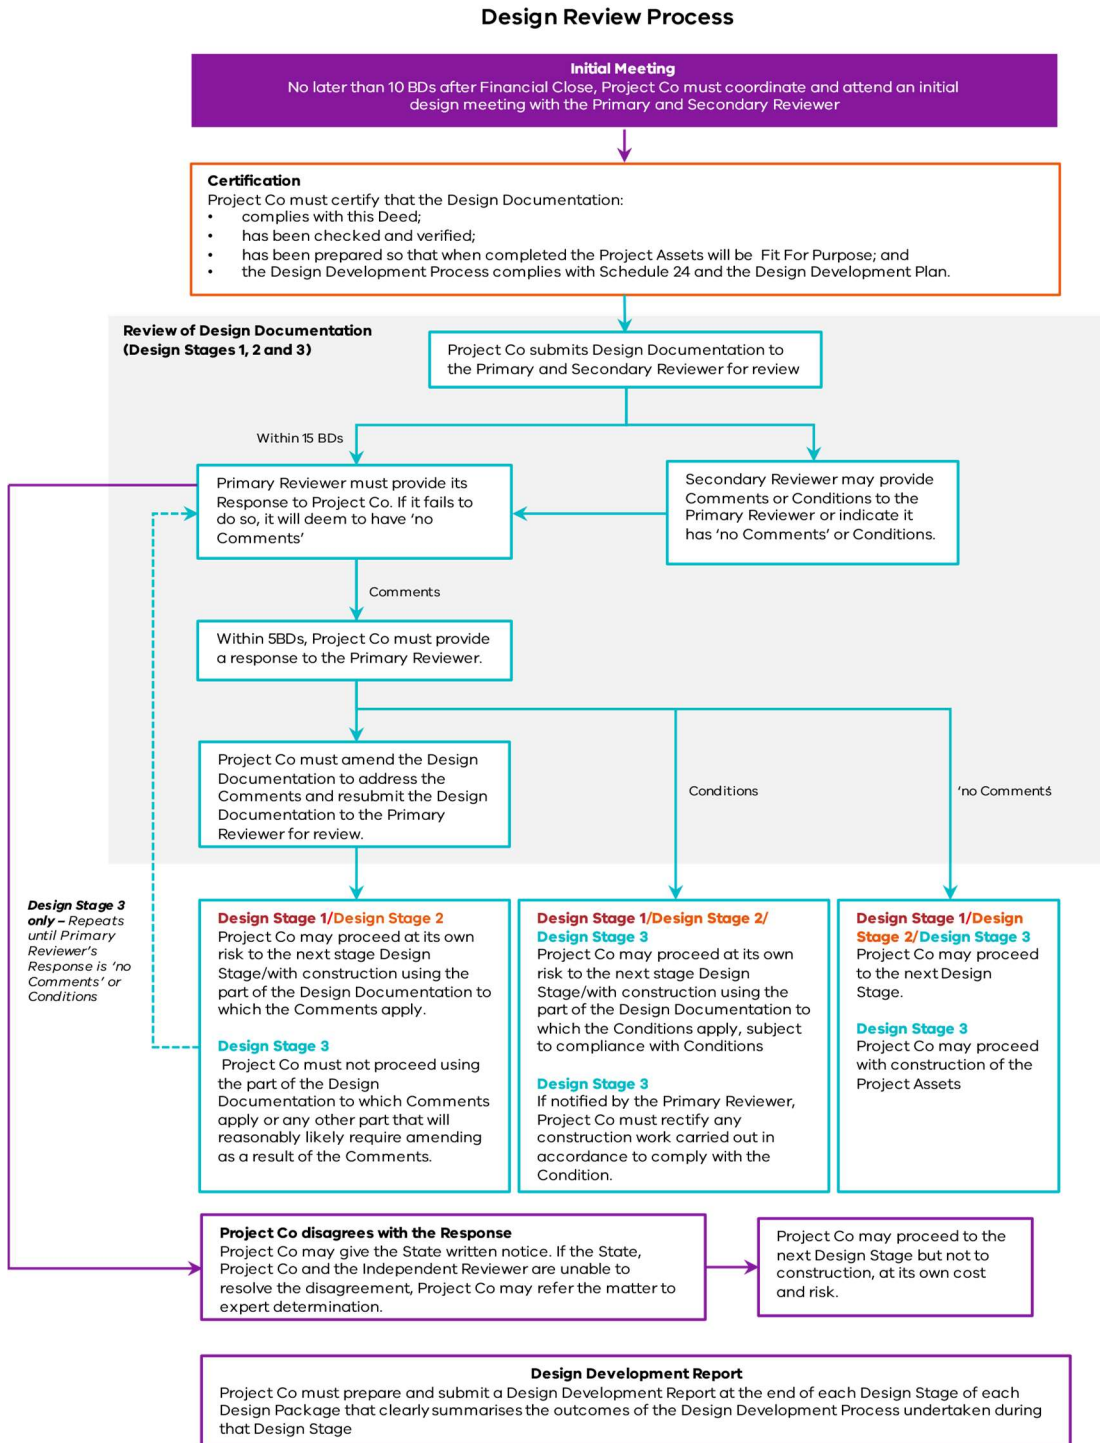 Design Review Process
Initial Meeting
No later than 10 BDs after Financial Close, Project Co must coordinate and attend an initial
design meeting with the Primary and Secondary Reviewer
Certification
Project Co must certify that the Design Documentation:
• complies with this Deed;
• has been checked and verified;
• has been prepared so that when completed the Project Assets will be Fit For Purpose; and
• the Design Development Process complies with Schedule 24 and the Design Development Plan.
Review of Design Documentation
(Design Stages 1, 2 and 3)
Project Co submits Design Documentation to
the Primary and Secondary Reviewer for review
Within 15 BDs
Primary Reviewer must provide its
Response to Project Co. If it fails to
do so, it will deem to have ‘no
Comments’
Secondary Reviewer may provide
Comments or Conditions to the
Primary Reviewer or indicate it
has ‘no Comments’ or Conditions.
Comments
Within 5BDs, Project Co must provide
a response to the Primary Reviewer.
Project Co must amend the Design
Documentation to address the
Comments and resubmit the Design
Documentation to the Primary
Reviewer for review.
Conditions
‘no Comments’
Design Stage 3
only – Repeats
until Primary
Reviewer’s
Response is ‘no
Comments’ or
Conditions
Design Stage 1/Design Stage 2
Project Co may proceed at its own
risk to the next stage Design
Stage/with construction using the
part of the Design Documentation to
which the Comments apply.
Design Stage 3
Project Co must not proceed using
the part of the Design
Documentation to which Comments
apply or any other part that will
reasonably likely require amending
as a result of the Comments.
Design Stage 1/Design Stage 2/
Design Stage 3
Project Co may proceed at its own
risk to the next stage Design
Stage/with construction using the
part of the Design Documentation to
which the Conditions apply, subject
to compliance with Conditions
Design Stage 3
If notified by the Primary Reviewer,
Project Co must rectify any
construction work carried out in
accordance to comply with the
Condition.
Design Stage 1/Design
Stage 2/Design Stage 3
Project Co may proceed
to the next Design
Stage.
Design Stage 3
Project Co may proceed
with construction of the
Project Assets
Project Co disagrees with the Response
Project Co may give the State written notice. If the State,
Project Co and the Independent Reviewer are unable to
resolve the disagreement, Project Co may refer the matter to
expert determination.
Project Co may proceed to the
next Design Stage but not to
construction, at its own cost
and risk.
Design Development Report
Project Co must prepare and submit a Design Development Report at the end of each Design Stage of each
Design Package that clearly summarises the outcomes of the Design Development Process undertaken during
that Design Stage